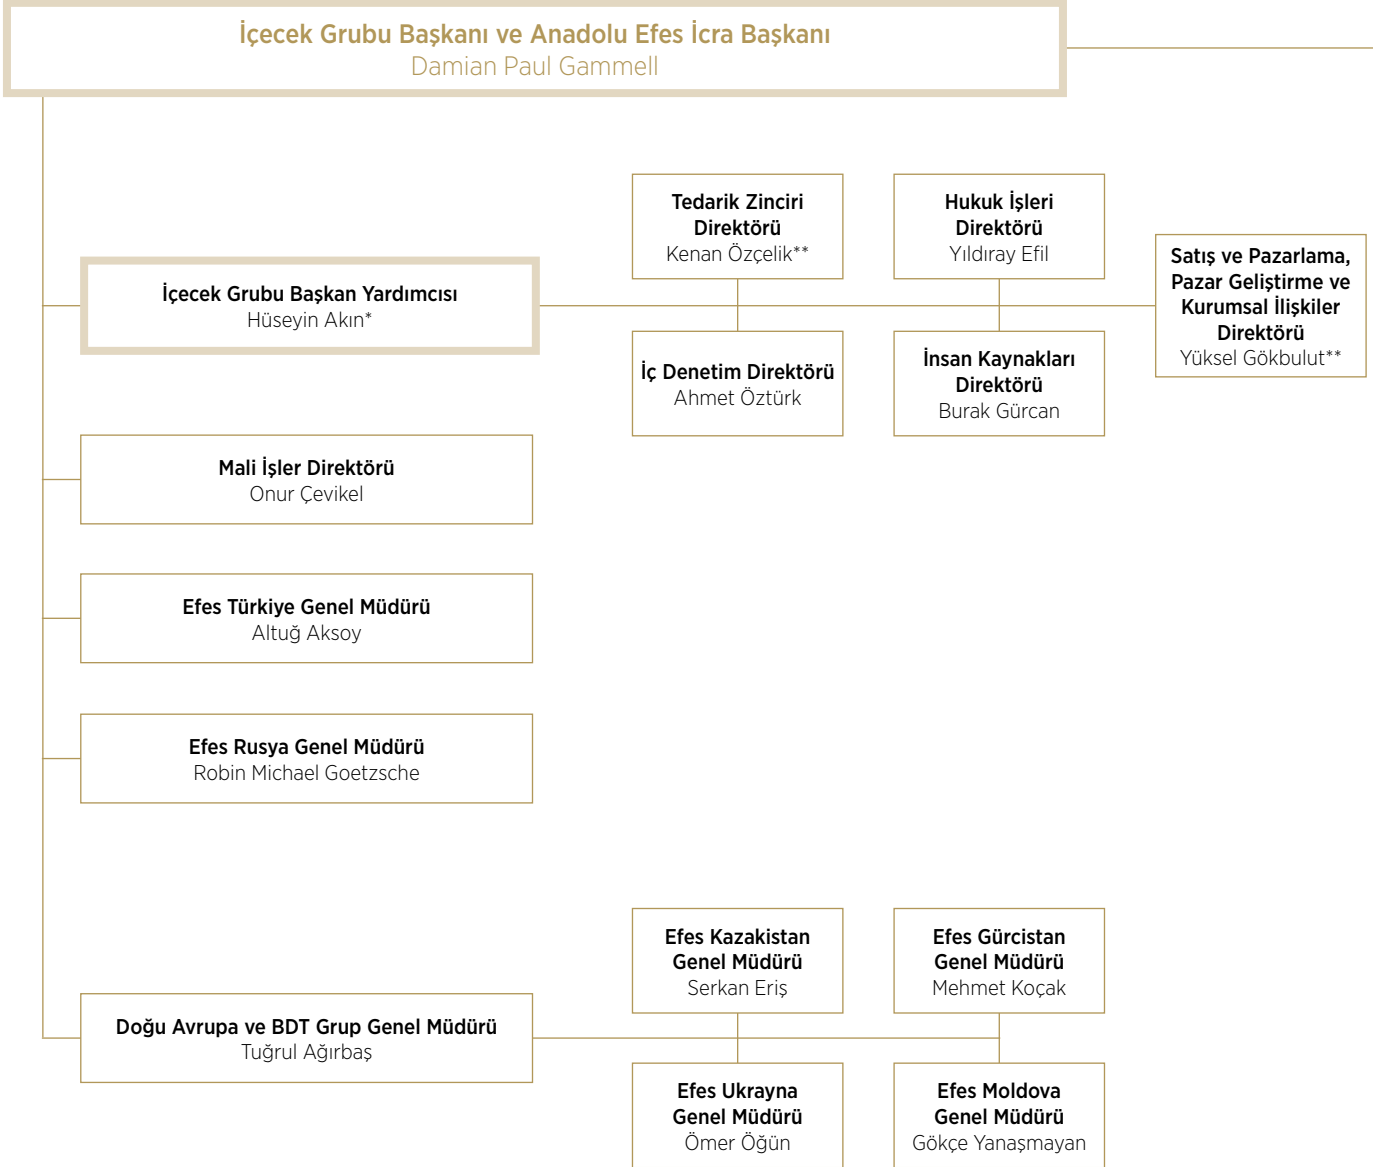 İçecek Grubu Başkanı ve Anadolu Efes İcra Başkanı
Damian Paul Gammell
Tedarik Zinciri
Direktörü
Kenan Özçelik**
Hukuk İşleri
Direktörü
Yıldıray Efil
Satış ve Pazarlama,
Pazar Geliştirme ve
Kurumsal İlişkiler
Direktörü
Yüksel Gökbulut**
İçecek Grubu Başkan Yardımcısı
Hüseyin Akın*
İç Denetim Direktörü
Ahmet Öztürk
İnsan Kaynakları
Direktörü
Burak Gürcan
Mali İşler Direktörü
Onur Çevikel
Efes Türkiye Genel Müdürü
Altuğ Aksoy
Efes Rusya Genel Müdürü
Robin Michael Goetzsche
Efes Kazakistan
Genel Müdürü
Serkan Eriş
Efes Gürcistan
Genel Müdürü
Mehmet Koçak
Doğu Avrupa ve BDT Grup Genel Müdürü
Tuğrul Ağırbaş
Efes Ukrayna
Genel Müdürü
Ömer Öğün
Efes Moldova
Genel Müdürü
Gökçe Yanaşmayan